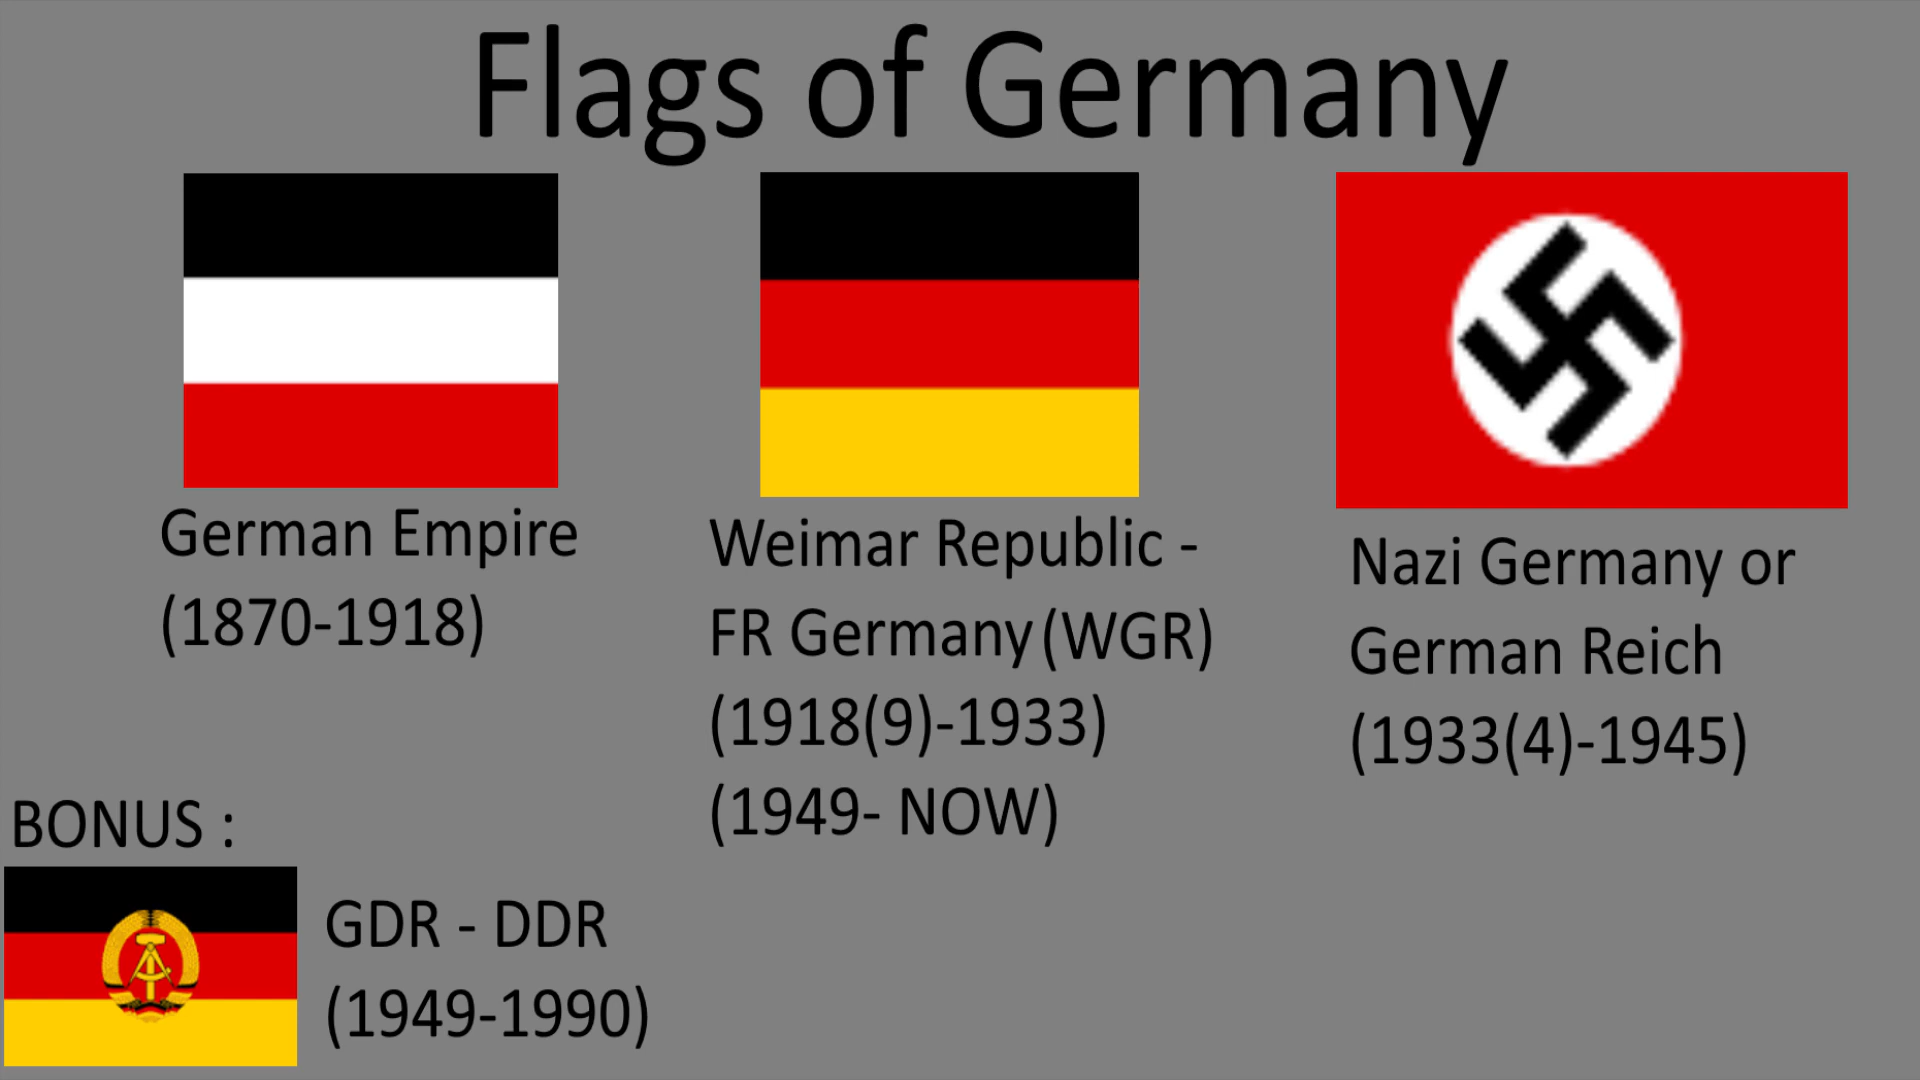 Flags of Germany
German Empire
(1870-1918)
Weimar Republic -
FR Germany (WGR)
(1918(9)-1933)
(1949- NOW)
Nazi Germany or
German Reich
(1933(4)-1945)
BONUS :
GDR - DDR
(1949-1990)